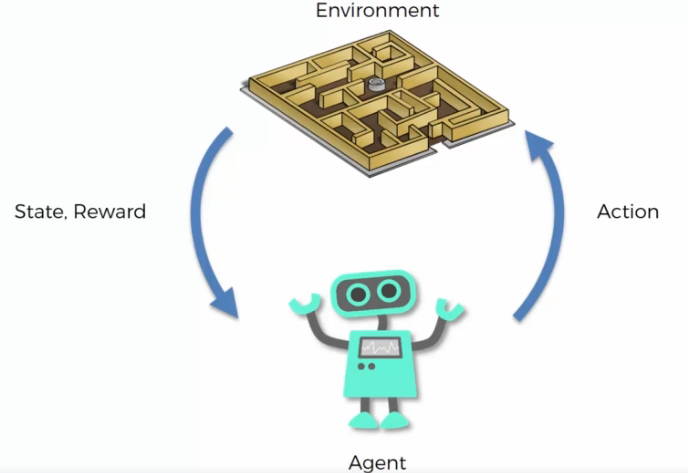 Environment
State, Reward
Action
Agent